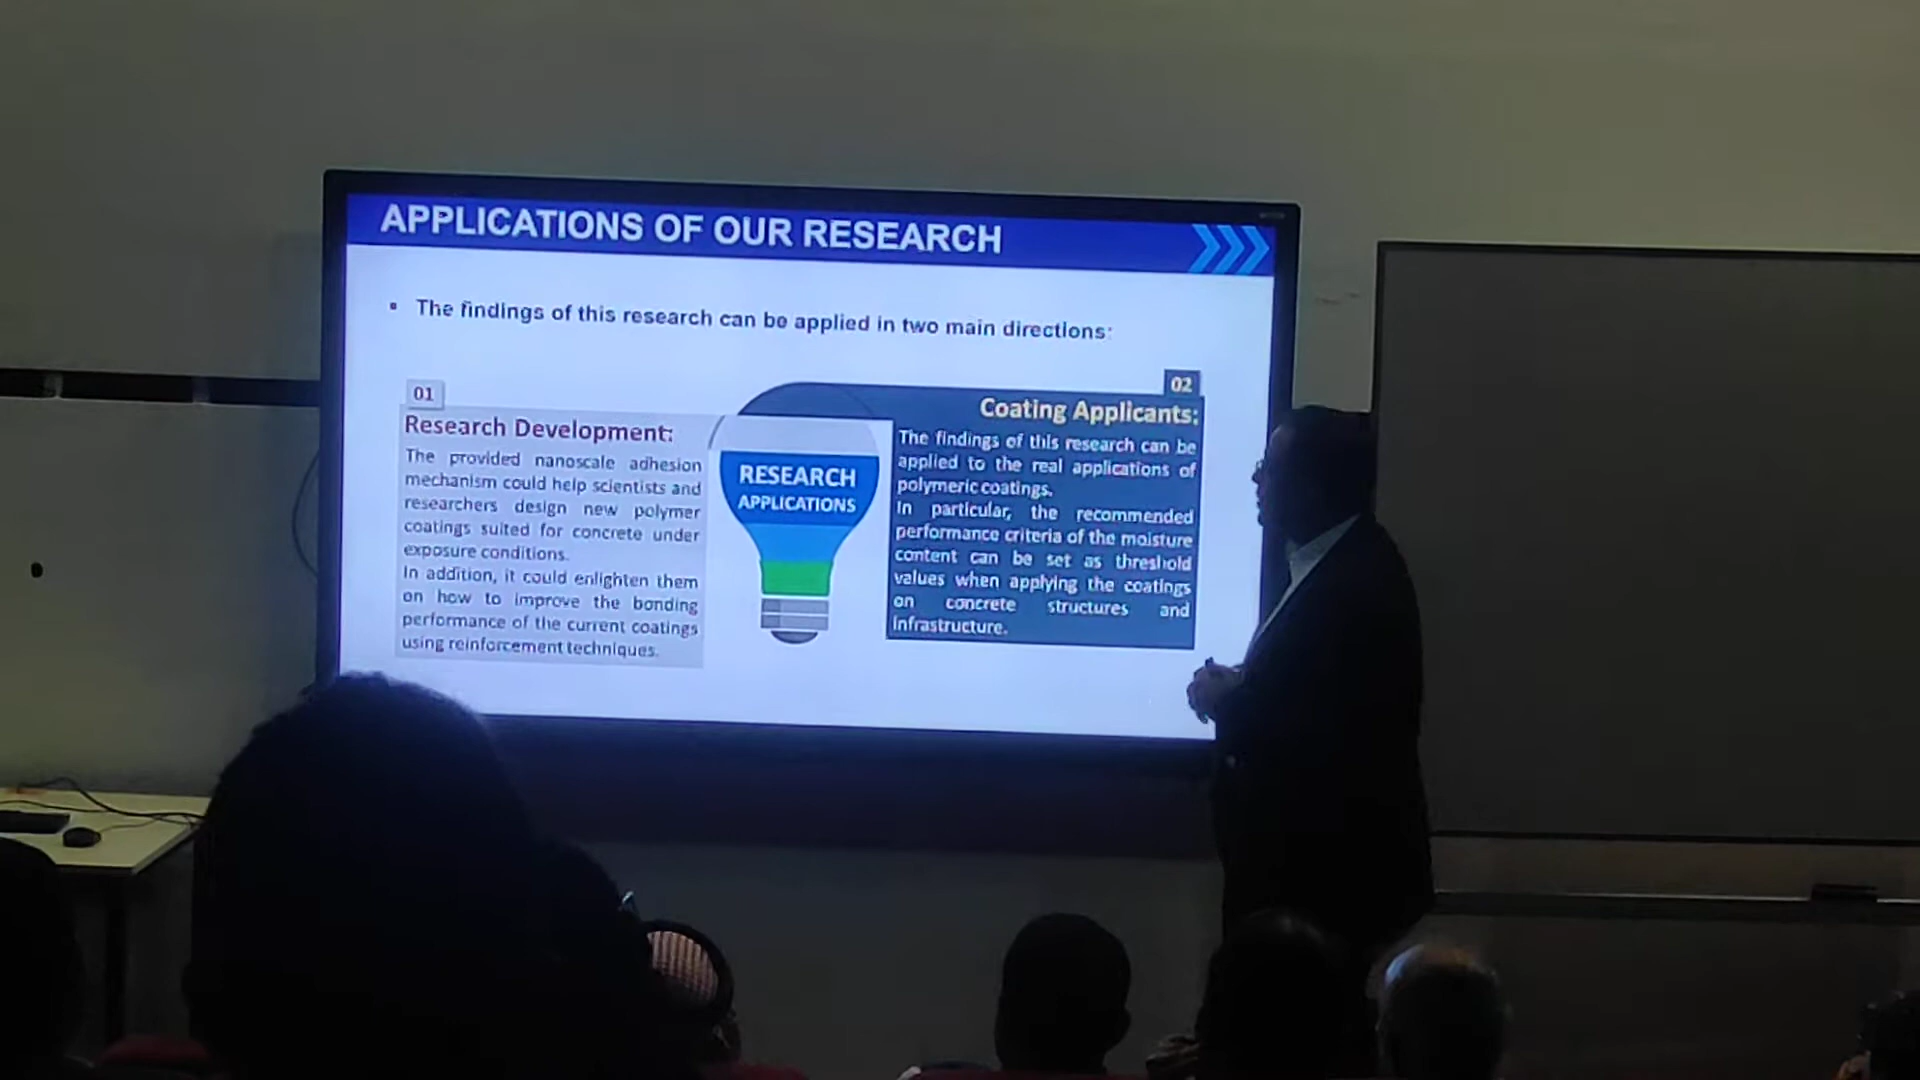 APPLICATIONS OF OUR RESEARCH
▪ The findings of this research can be applied in two main directions:
01
Research Development:
The provided nanoscale adhesion
mechanism could help scientists and
researchers design new polymer
coatings suited for concrete under
exposure conditions.
In addition, it could enlighten them
on how to improve the bonding
performance of the current coatings
using reinforcement techniques.
RESEARCH
APPLICATIONS
02
Coating Applicants:
The findings of this research can be
applied to the real applications of
polymeric coatings.
In particular, the recommended
performance criteria of the moisture
content can be set as threshold
values when applying the coatings
on concrete structures and
infrastructure.